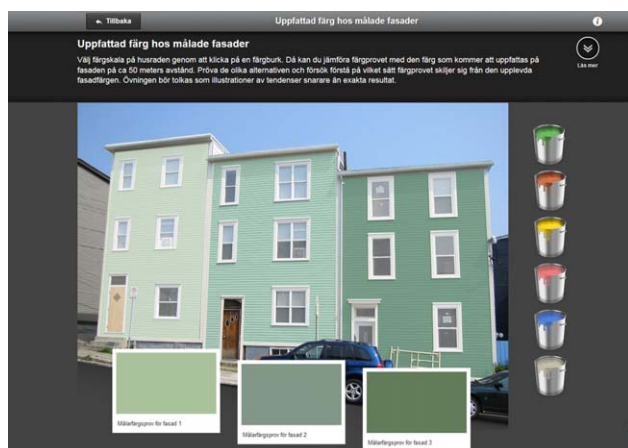 Tillbaka
Uppfattad färg hos målade fasader
Uppfattad färg hos målade fasader
Välj färgskala på husraden genom att klicka på en färgburk. Då kan du jämföra färgprovet med den färg som kommer att uppfattas på
fasaden på ca 50 meters avstånd. Pröva de olika alternativen och försök förstå på vilket sätt färgprovet skiljer sig från den upplevda
fasadfärgen. Övningen bör tolkas som illustrationer av tendenser snarare än exakta resultat.
Läs mer
Målarfärgsprov för fasad 1
Målarfärgsprov för fasad 2
Målarfärgsprov för fasad 3